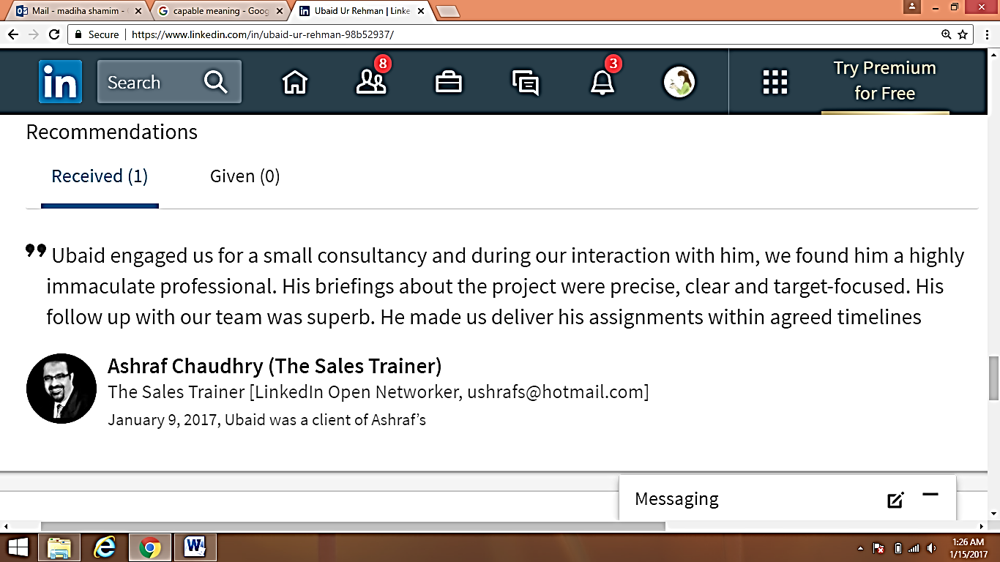 Mail - madiha shamim -
capable meaning - Goog
in Ubaid Ur Rehman | Linke
Secure | https://www.linkedin.com/in/ubaid-ur-rehman-98b52937/
in
Search
8
3
Try Premium
for Free
Recommendations
Received (1)
Given (0)
❞ Ubaid engaged us for a small consultancy and during our interaction with him, we found him a highly
immaculate professional. His briefings about the project were precise, clear and target-focused. His
follow up with our team was superb. He made us deliver his assignments within agreed timelines
Ashraf Chaudhry (The Sales Trainer)
The Sales Trainer [LinkedIn Open Networker, ushrafs@hotmail.com]
January 9, 2017, Ubaid was a client of Ashraf’s
Messaging
1:26 AM
1/15/2017